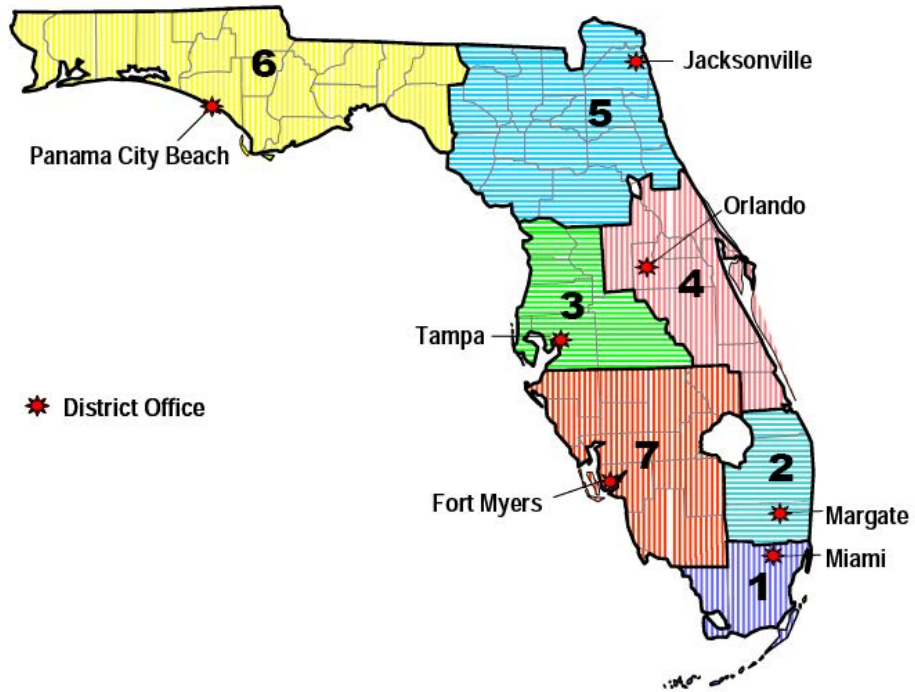 6
Jacksonville
5
Panama City Beach
Orlando
4
3
Tampa
District Office
7
2
Fort Myers
Margate
Miami
1